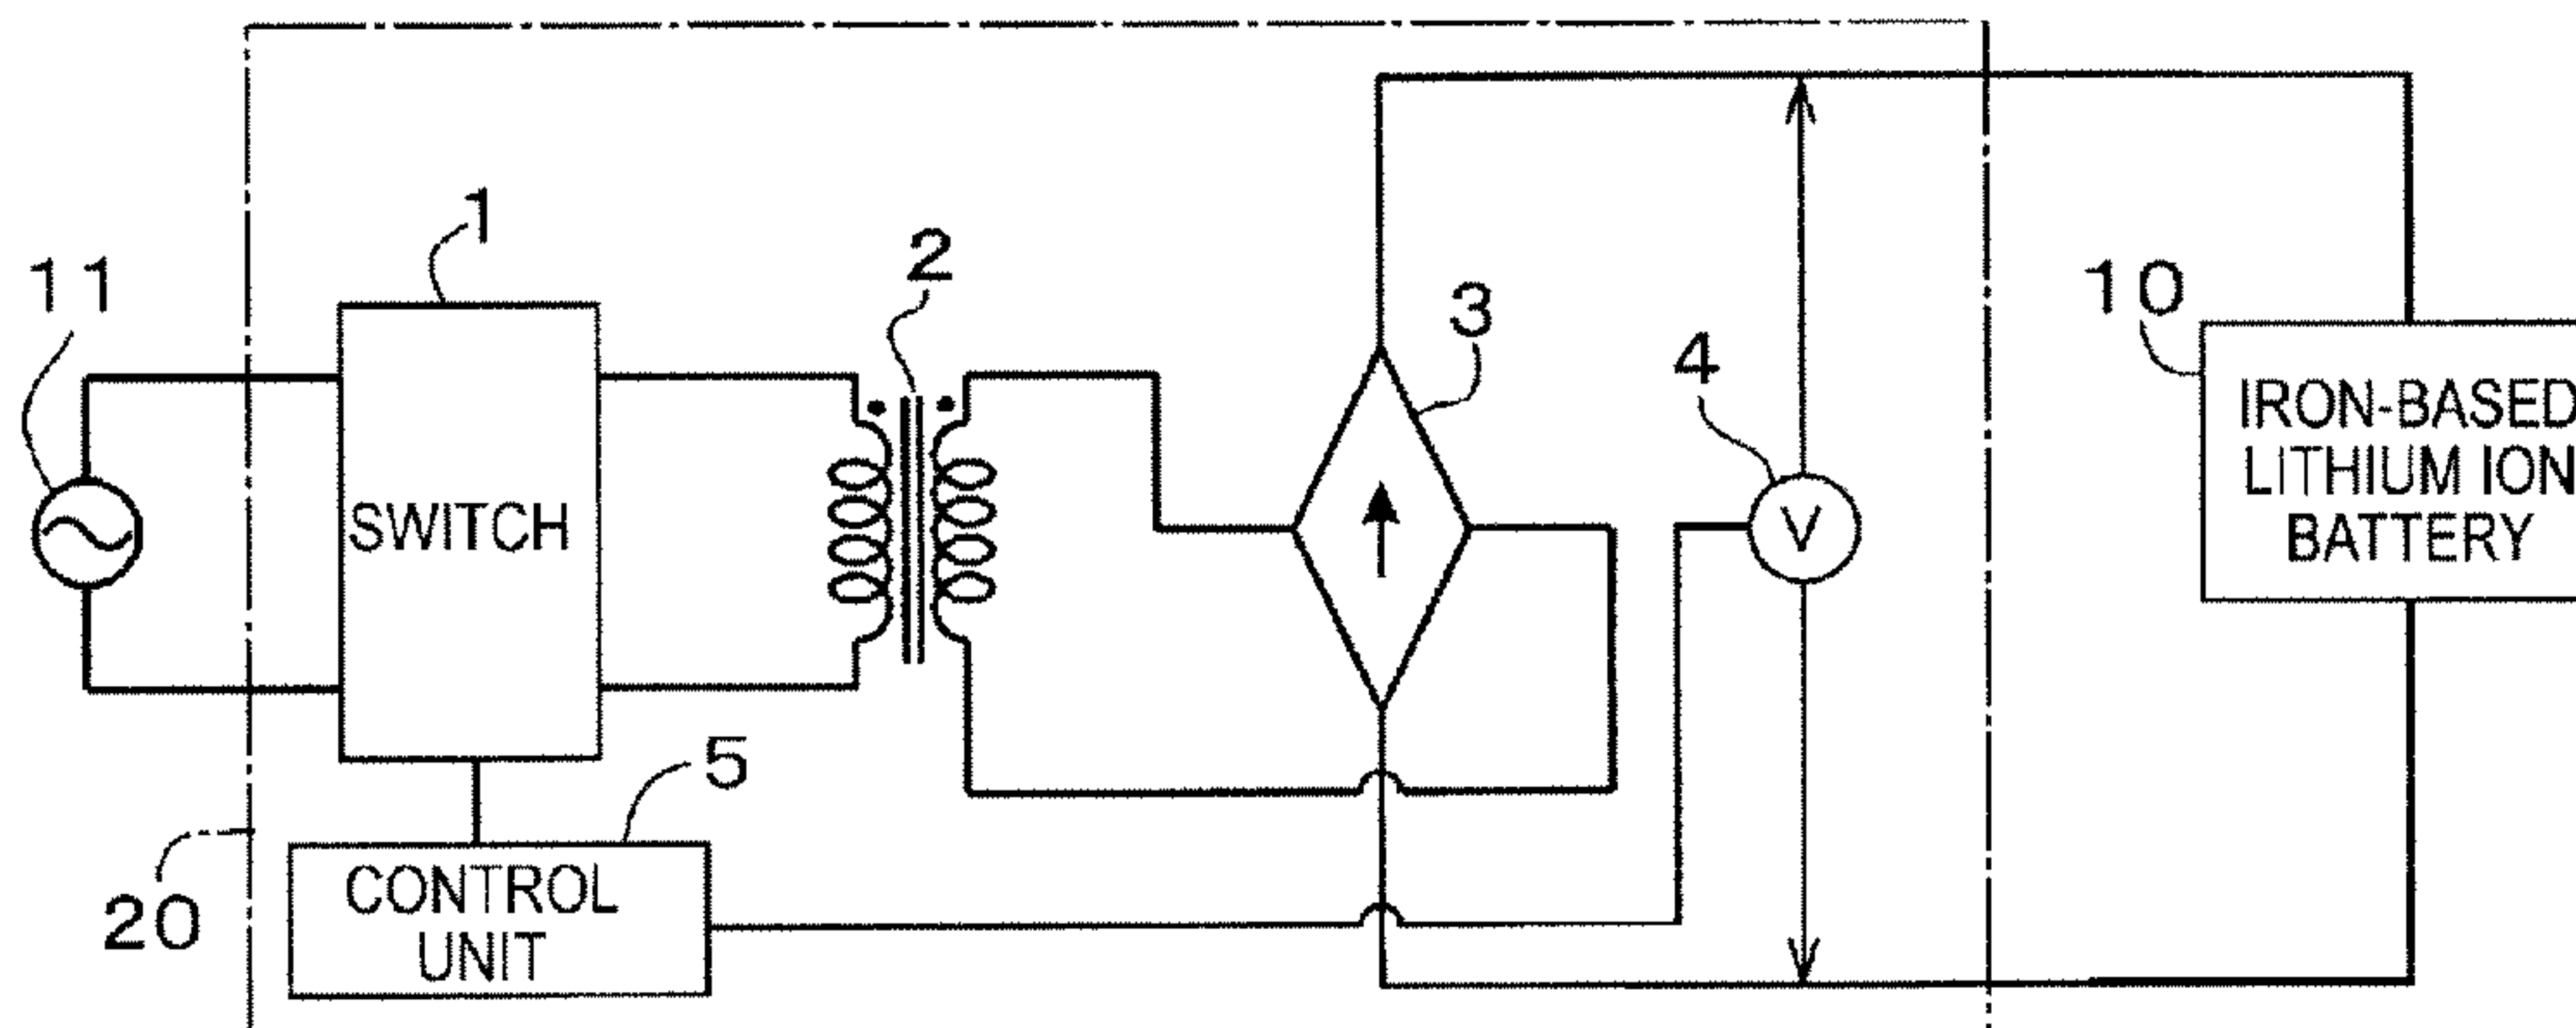 11
1
SWITCH
2
3
4
V
10
IRON-BASED
LITHIUM ION
BATTERY
5
CONTROL
UNIT
20